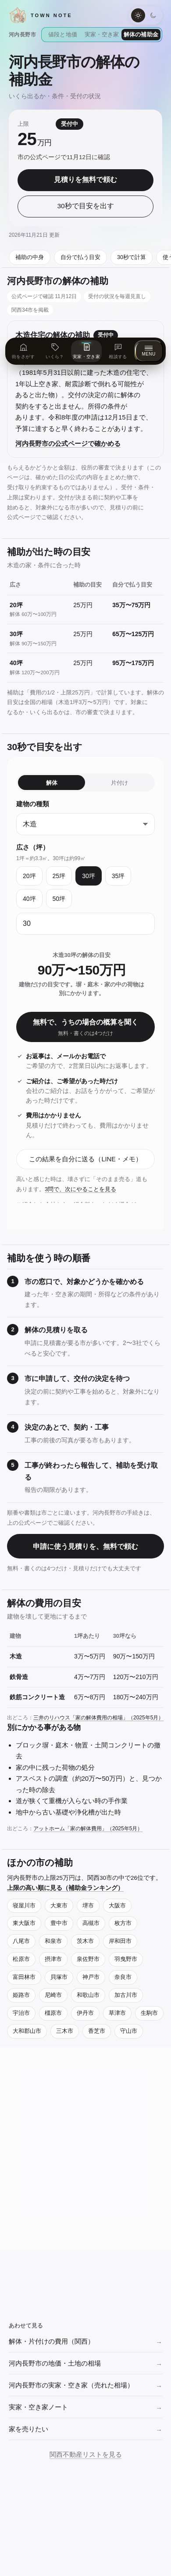 TOWN NOTE
河内長野市
値段と地価
実家・空き家
解体の補助金
河内長野市の解体の
補助金
いくら出るか・条件・受付の状況
上限
受付中
25万円
市の公式ページで11月12日に確認
見積りを無料で頼む
30秒で目安を出す
2026年11月21日 更新
補助の中身
自分で払う目安
30秒で計算
河内長野市の解体の補助
公式ページで確認 11月12日
受付の状況を毎週見直し
関西34市を掲載
木造住宅の解体の補助
受付中
街をさがす
いくら？
実家・空き家
相談する
MENU
（1981年5月31日以前に建った木造の住宅で、
1年以上空き家、耐震診断で倒れる可能性が
あると出た物）。交付の決定の前に解体の
契約をすると出ません。所得の条件が
あります。令和8年度の申請は12月15日まで、
予算に達すると早く終わることがあります。
河内長野市の公式ページで確かめる
もらえるかどうかと金額は、役所の審査で決まります（この
ページは、確かめた日の公式の内容をまとめた物で、
受け取りを約束するものではありません）。受付・条件・
上限は変わります。交付が決まる前に契約や工事を
始めると、対象外になる市が多いので、見積りの前に
公式ページでご確認ください。
補助が出た時の目安
木造の家・条件に合った時
広さ
補助の目安
自分で払う目安
20坪
解体 60万〜100万円
25万円
35万〜75万円
30坪
解体 90万〜150万円
25万円
65万〜125万円
40坪
解体 120万〜200万円
25万円
95万〜175万円
補助は「費用の1/2・上限25万円」で計算しています。解体の
目安は全国の相場（木造1坪3万〜5万円）です。対象に
なるか・いくら出るかは、市の審査で決まります。
30秒で目安を出す
解体
片付け
建物の種類
木造
広さ（坪）
1坪＝約3.3㎡。30坪は約99㎡
20坪
25坪
30坪
35坪
40坪
50坪
30
木造30坪の解体の目安
90万〜150万円
建物だけの目安です。塀・庭木・家の中の荷物は
別にかかります。
無料で、うちの場合の概算を聞く
無料・書くのは4つだけ
お返事は、メールかお電話で
ご希望の方で、2営業日以内にお返事します。
ご紹介は、ご希望があった時だけ
会社のご紹介は、お話をうかがって、ご希望が
あった時だけです。
費用はかかりません
見積りだけで終わっても、費用はかかりませ
ん。
この結果を自分に送る（LINE・メモ）
高いと感じた時は、壊さずに「そのまま売る」道も
あります。3問で、次にやることを見る
補助を使う時の順番
1
市の窓口で、対象かどうかを確かめる
建った年・空き家の期間・所得などの条件があり
ます。
2
解体の見積りを取る
申請に見積書が要る市が多いです。2〜3社でくら
べると安心です。
3
市に申請して、交付の決定を待つ
決定の前に契約や工事を始めると、対象外になり
ます。
4
決定のあとで、契約・工事
工事の前後の写真が要る市もあります。
5
工事が終わったら報告して、補助を受け取
る
報告の期限があります。
順番や書類は市ごとに違います。河内長野市の手続きは、
上の公式ページでご確認ください。
申請に使う見積りを、無料で頼む
無料・書くのは4つだけ・見積りだけでも大丈夫です
解体の費用の目安
建物を壊して更地にするまで
建物
1坪あたり
30坪なら
木造
3万〜5万円
90万〜150万円
鉄骨造
4万〜7万円
120万〜210万円
鉄筋コンクリート造
6万〜8万円
180万〜240万円
出どころ：三井のリハウス「家の解体費用の相場」（2025年5月）
別にかかる事がある物
ブロック塀・庭木・物置・土間コンクリートの撤
去
家の中に残った荷物の処分
アスベストの調査（約20万〜50万円）と、見つか
った時の除去
道が狭くて重機が入らない時の手作業
地中から古い基礎や浄化槽が出た時
出どころ：アットホーム「家の解体費用」（2025年5月）
ほかの市の補助
河内長野市の上限25万円は、関西30市の中で26位です。
上限の高い順に見る（補助金ランキング）
寝屋川市
大東市
堺市
大阪市
東大阪市
豊中市
高槻市
枚方市
八尾市
和泉市
茨木市
岸和田市
松原市
摂津市
泉佐野市
羽曳野市
富田林市
貝塚市
神戸市
奈良市
姫路市
尼崎市
和歌山市
加古川市
宇治市
橿原市
伊丹市
草津市
生駒市
大和郡山市
三木市
香芝市
守山市
あわせて見る
解体・片付けの費用（関西）
→
河内長野市の地価・土地の相場
→
河内長野市の実家・空き家（売れた相場）
→
実家・空き家ノート
→
家を売りたい
→
関西不動産リストを見る